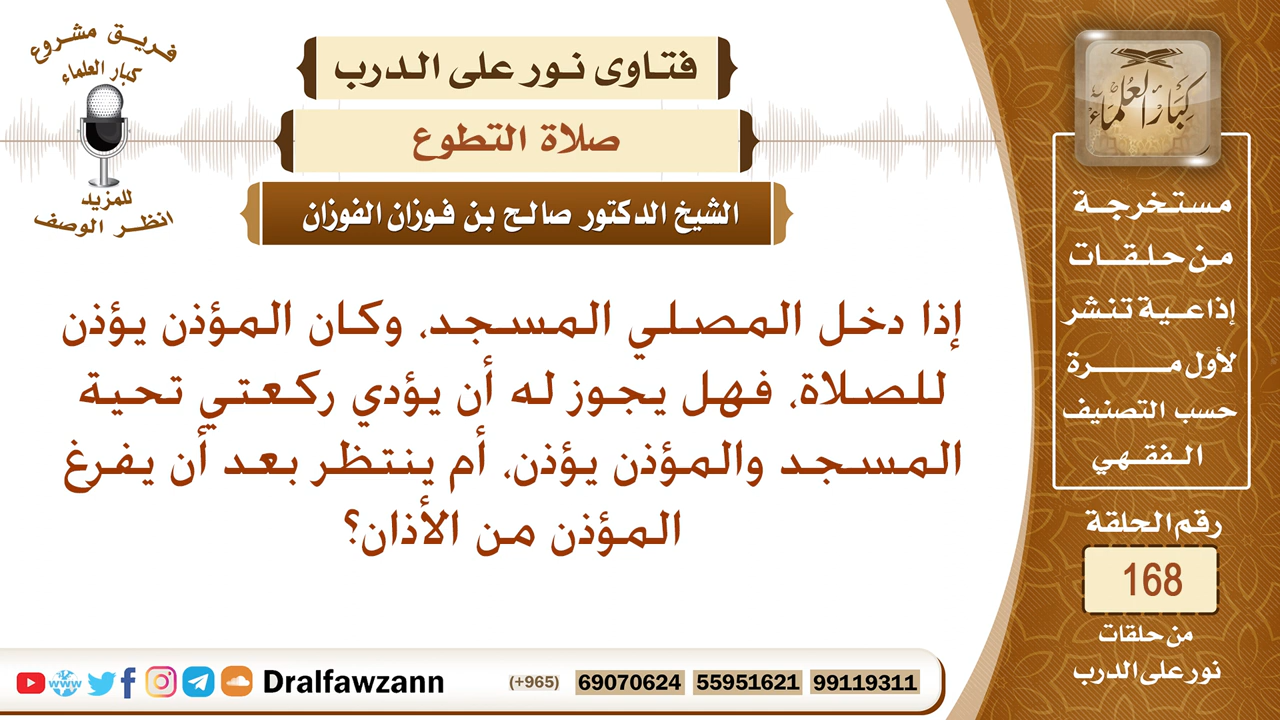 فريق مشروع
كبار العلماء
للمزيد
انظر الوصف
فتاوى نور على الدرب
صلاة التطوع
الشيخ الدكتور صالح بن فوزان الفوزان
إذا دخل المصلي المسجد، وكان المؤذن يؤذن
للصلاة، فهل يجوز له أن يؤدي ركعتي تحية
المسجد والمؤذن يؤذن، أم ينتظر بعد أن يفرغ
المؤذن من الأذان؟
كبار العلماء
مستخرجة
من حلقات
إذاعية تنشر
لأول مرة
حسب التصنيف
الفقهي
رقم الحلقة
168
من حلقات
نور على الدرب
www
Dralfawzann
(+965) 69070624 55951621 99119311